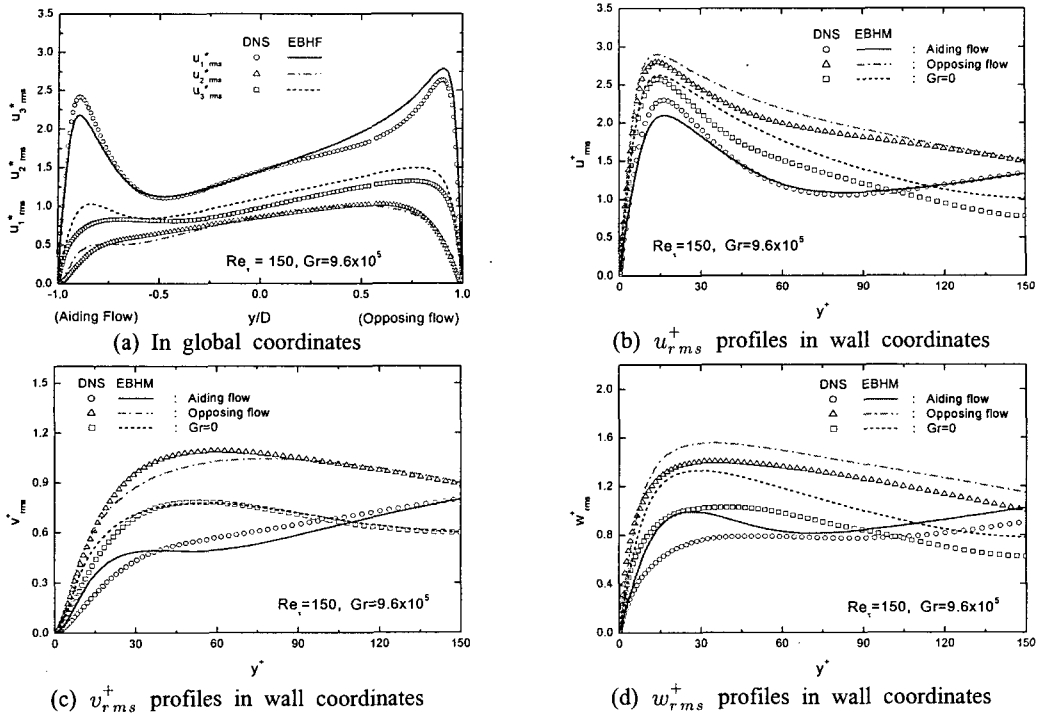 3.5
3.0
2.5
2.0
1.5
1.0
0.5
0.0
u₁*rms u₂*rms u₃*rms
DNS EBHF
u₁*rms
u₂*rms
u₃*rms
Reτ = 150, Gr=9.6x10⁵
-1.0 -0.5 0.0 0.5 1.0
(Aiding Flow) y/D (Opposing flow)
(a) In global coordinates
3.5
3.0
2.5
2.0
1.5
1.0
0.5
0.0
u⁺rms
DNS EBHM
: Aiding flow
: Opposing flow
: Gr=0
Reτ=150, Gr=9.6x10⁵
0 30 60 90 120 150
y⁺
(b) u⁺rms profiles in wall coordinates
1.5
1.2
0.9
0.6
0.3
0.0
v⁺rms
DNS EBHM
: Aiding flow
: Opposing flow
: Gr=0
Reτ=150, Gr=9.6x10⁵
0 30 60 90 120 150
y⁺
(c) v⁺rms profiles in wall coordinates
2.0
1.6
1.2
0.8
0.4
0.0
w⁺rms
DNS EBHM
: Aiding flow
: Opposing flow
: Gr=0
Reτ=150, Gr=9.6x10⁵
0 30 60 90 120 150
y⁺
(d) w⁺rms profiles in wall coordinates